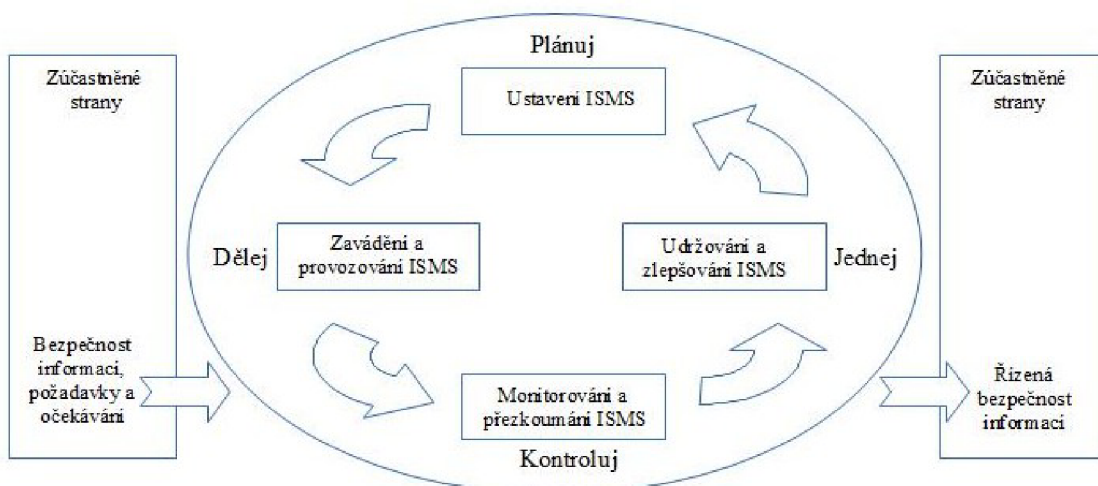 Plánuj
Zúčastněné
strany
Ustavení ISMS
Zúčastněné
strany
Dělej
Zavádění a
provozování ISMS
Udržování a
zlepšování ISMS
Jednej
Bezpečnost
informací,
požadavky a
očekávání
Monitorování a
přezkoumání ISMS
Kontroluj
Řízená
bezpečnost
informací